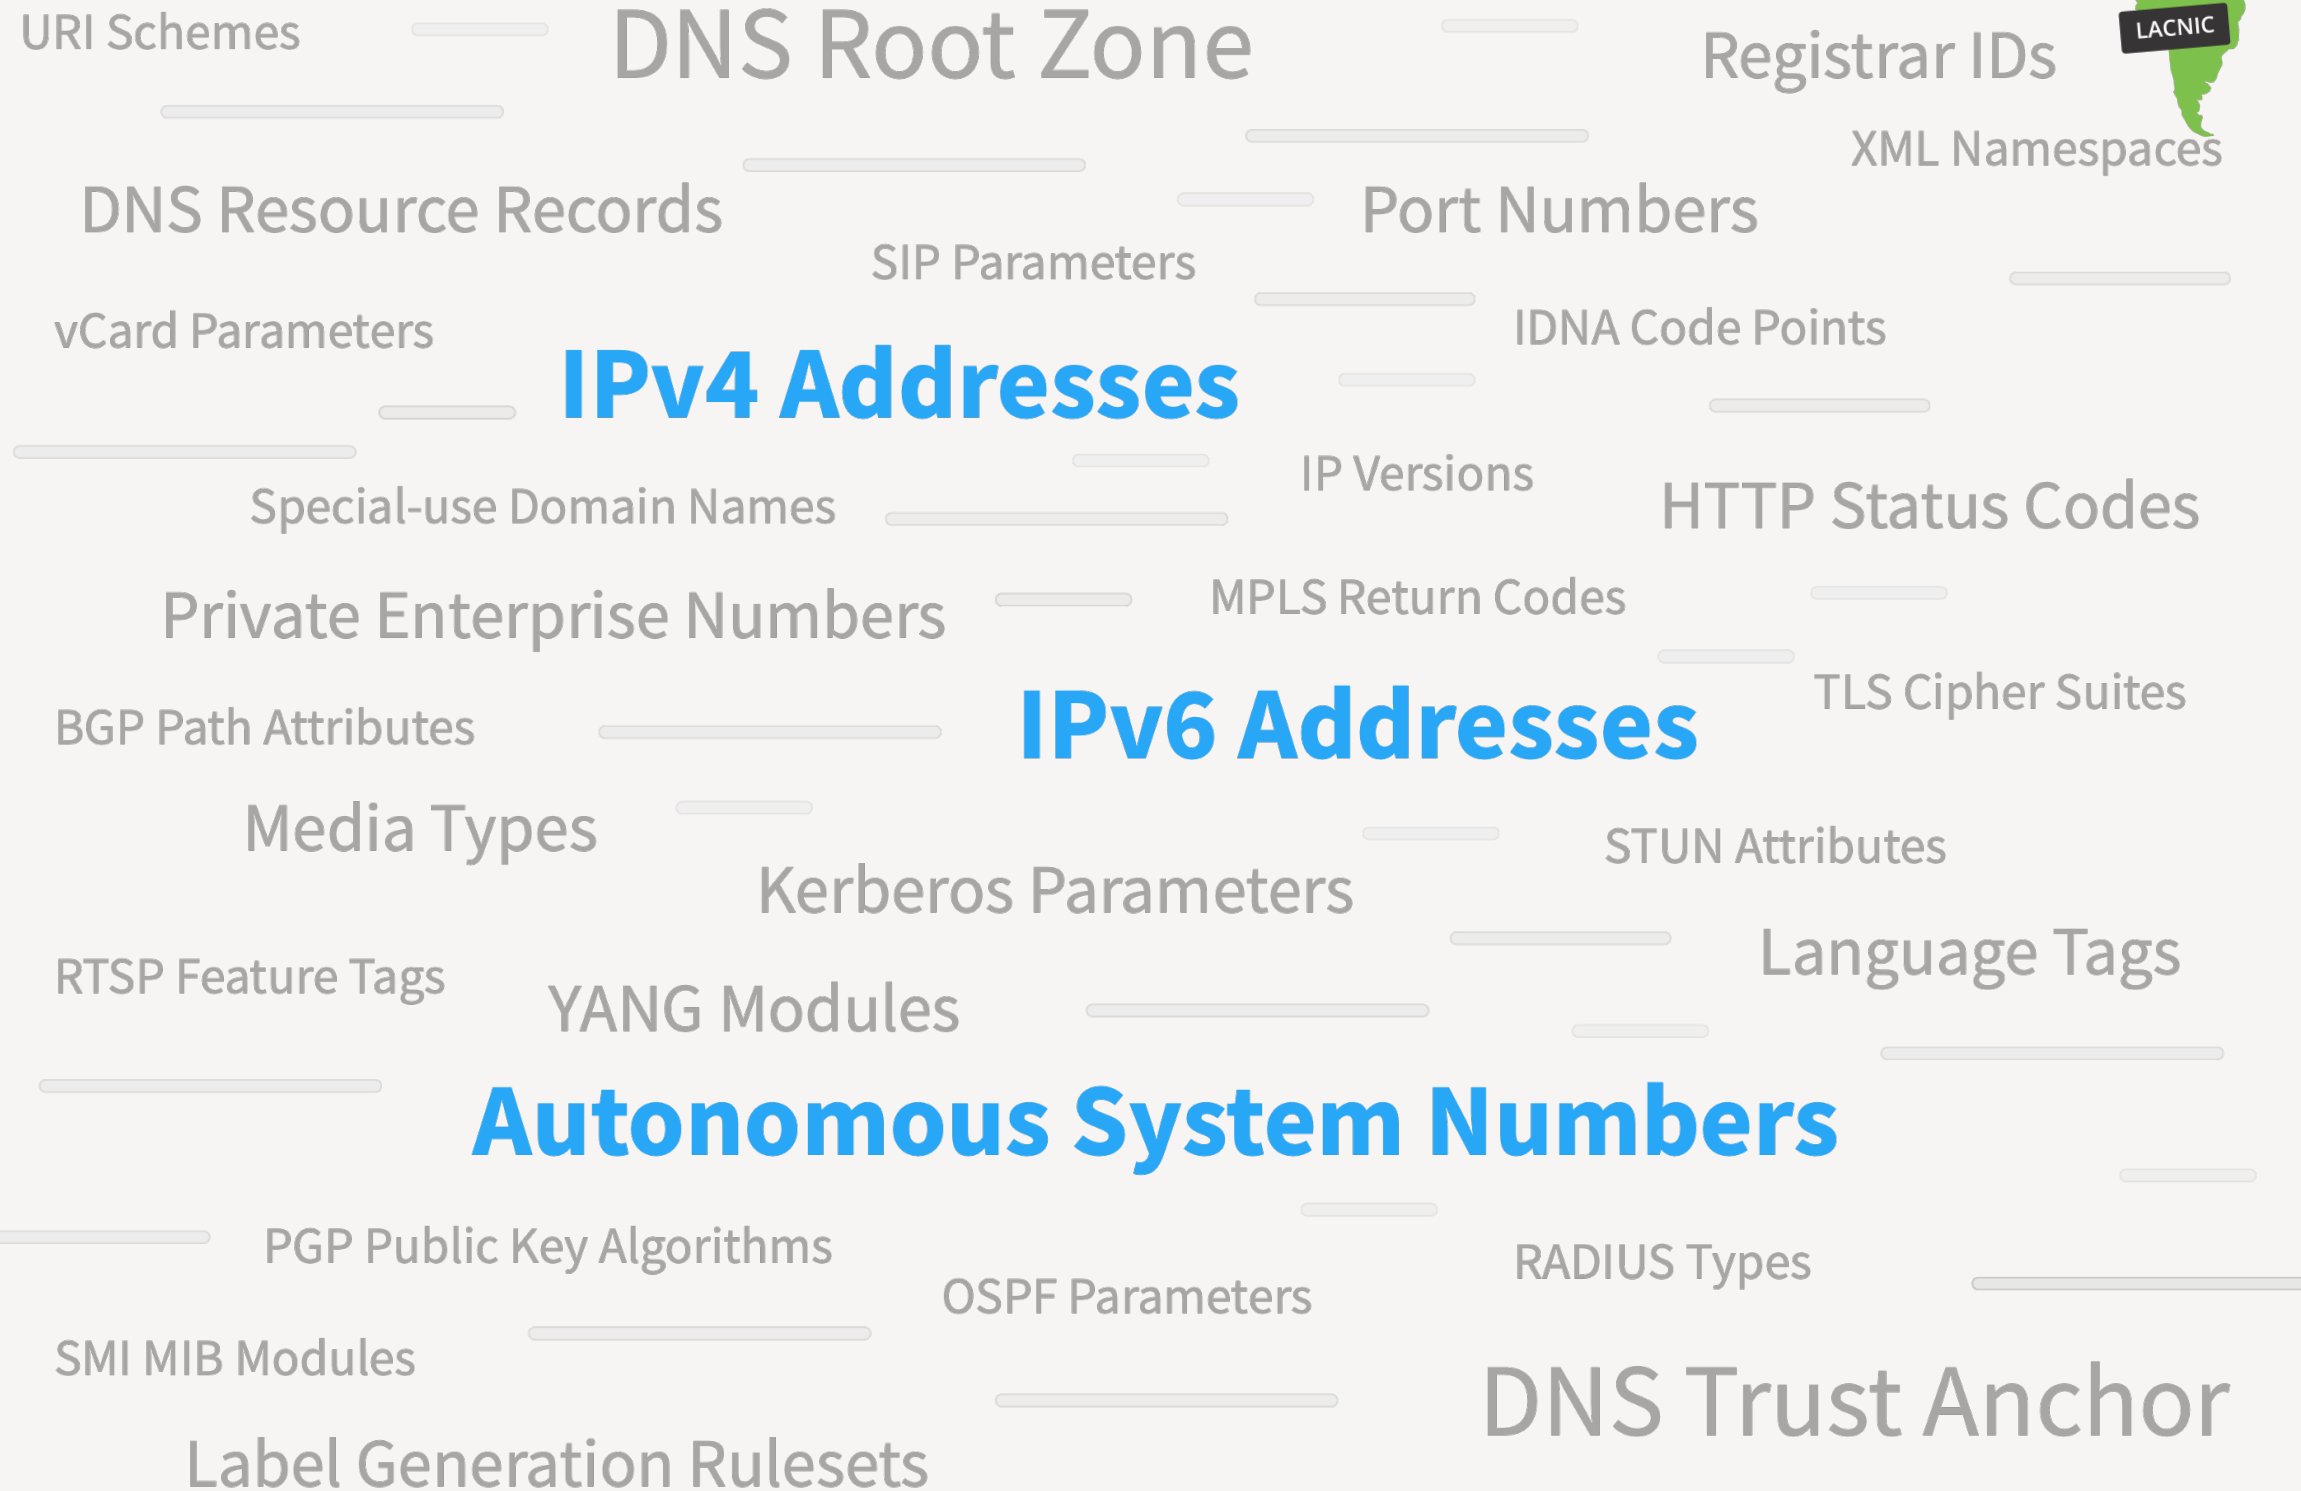 URI Schemes
DNS Root Zone
Registrar IDs
LACNIC
XML Namespaces
DNS Resource Records
Port Numbers
SIP Parameters
vCard Parameters
IDNA Code Points
IPv4 Addresses
IP Versions
Special-use Domain Names
HTTP Status Codes
Private Enterprise Numbers
MPLS Return Codes
TLS Cipher Suites
BGP Path Attributes
IPv6 Addresses
Media Types
STUN Attributes
Kerberos Parameters
Language Tags
RTSP Feature Tags
YANG Modules
Autonomous System Numbers
PGP Public Key Algorithms
RADIUS Types
OSPF Parameters
SMI MIB Modules
DNS Trust Anchor
Label Generation Rulesets